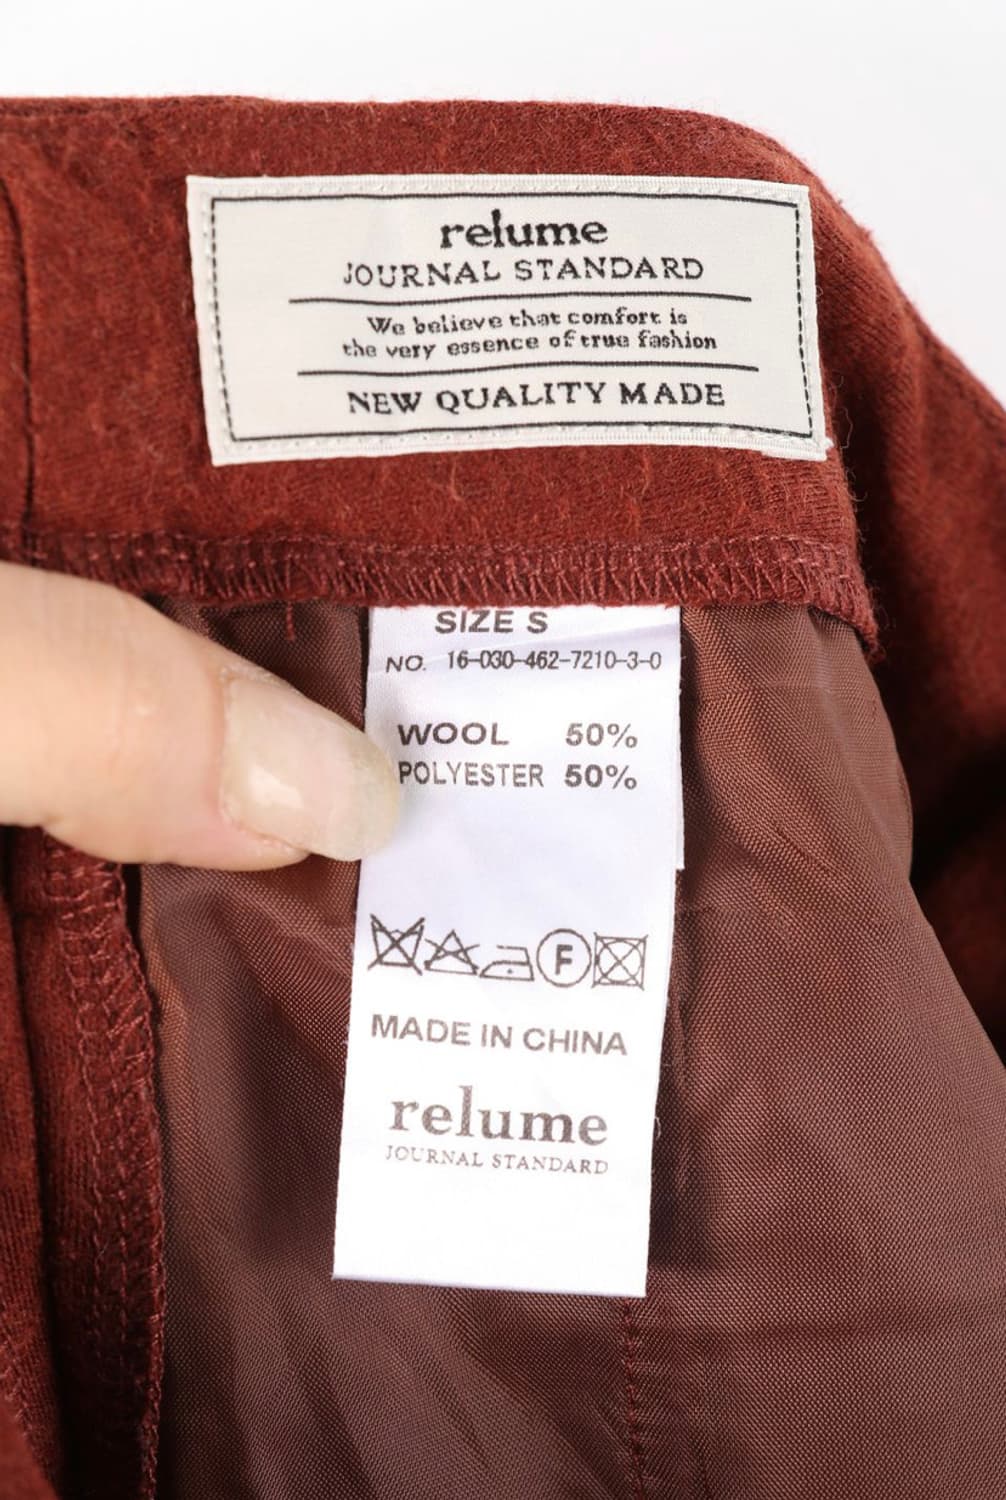 relume
JOURNAL STANDARD
We believe that comfort is
the very essence of true fashion
NEW QUALITY MADE
SIZE S
NO. 16-030-462-7210-3-0
WOOL 50%
POLYESTER 50%
F
MADE IN CHINA
relume
JOURNAL STANDARD